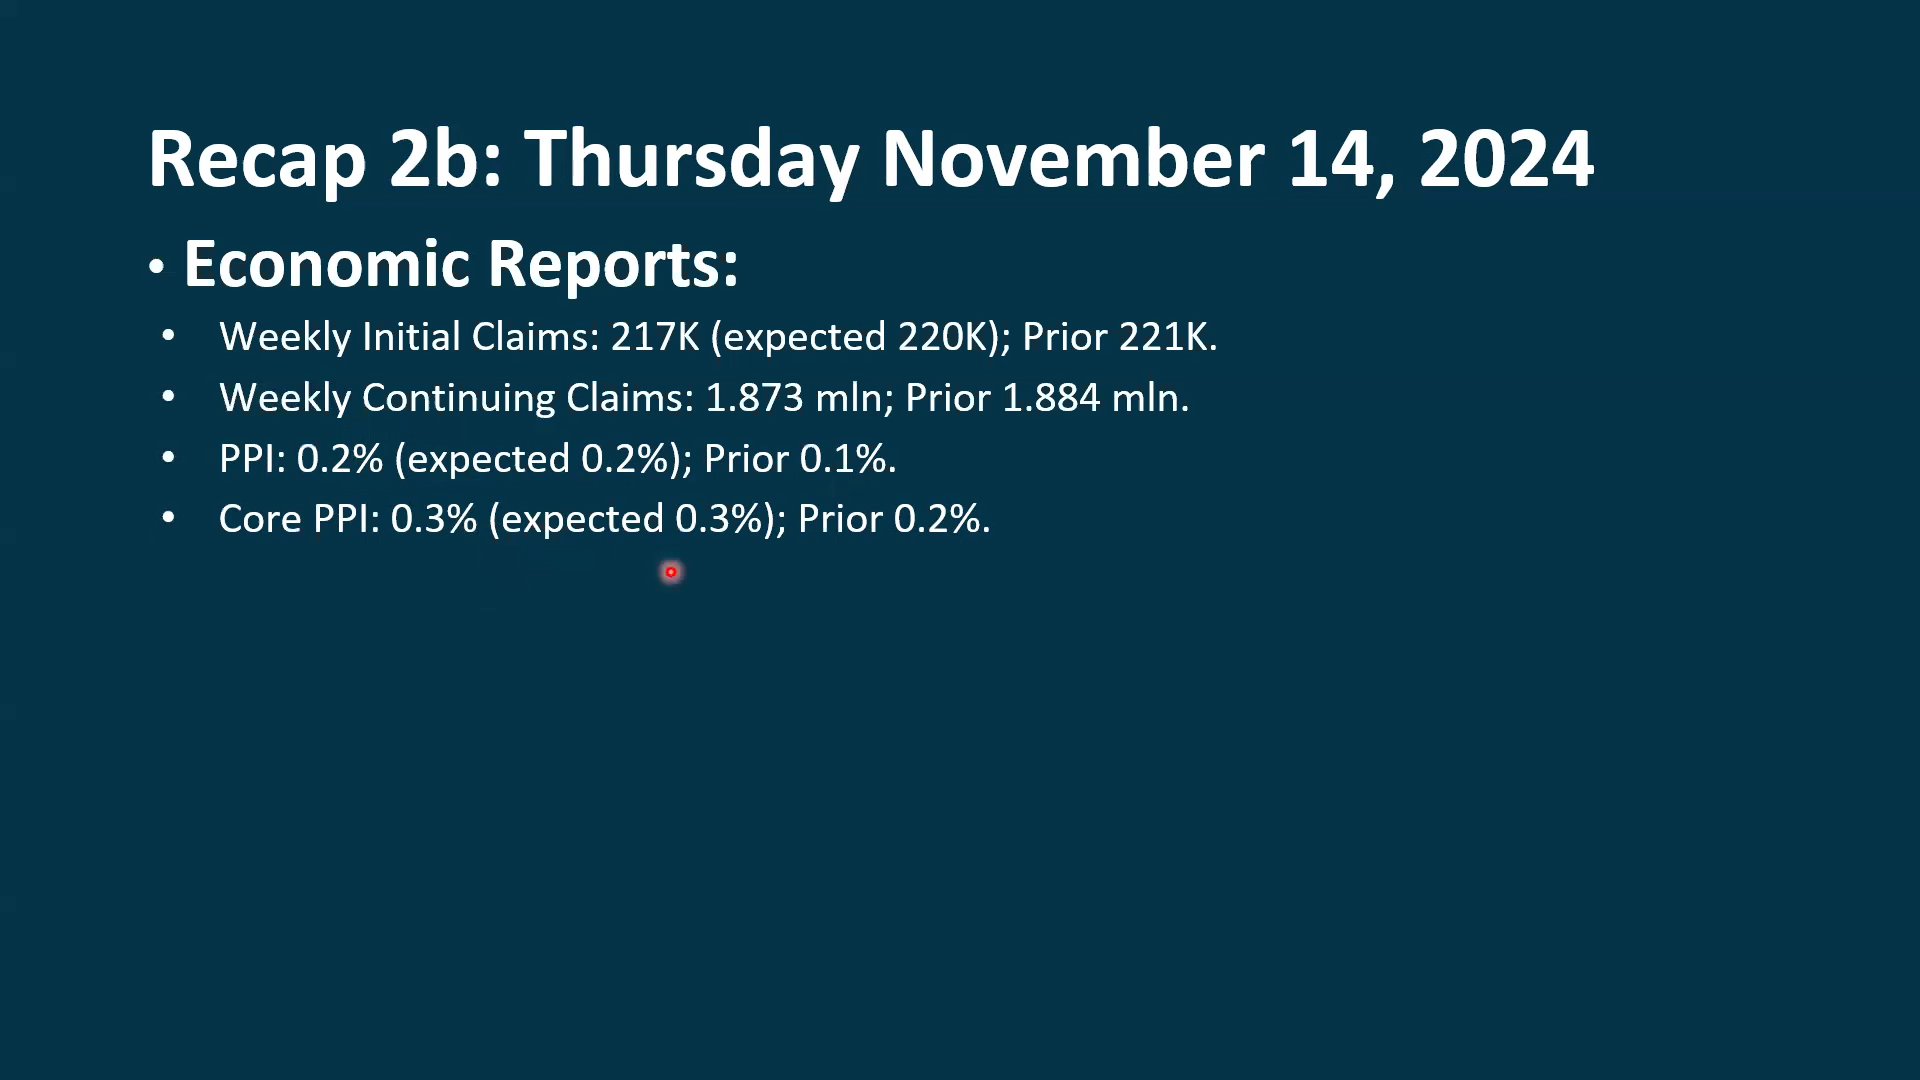 Recap 2b: Thursday November 14, 2024
• Economic Reports:
• Weekly Initial Claims: 217K (expected 220K); Prior 221K.
• Weekly Continuing Claims: 1.873 mln; Prior 1.884 mln.
• PPI: 0.2% (expected 0.2%); Prior 0.1%.
• Core PPI: 0.3% (expected 0.3%); Prior 0.2%.